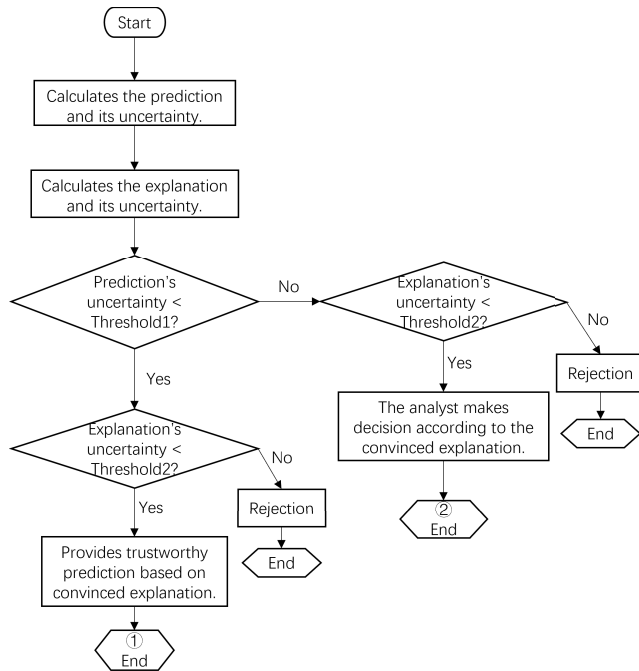 Start
Calculates the prediction
and its uncertainty.
Calculates the explanation
and its uncertainty.
Prediction's
uncertainty <
Threshold1?
No
Explanation's
uncertainty <
Threshold2?
No
Yes
Rejection
End
The analyst makes
decision according to the
convinced explanation.
②
End
Yes
Explanation's
uncertainty <
Threshold2?
No
Yes
Rejection
End
Provides trustworthy
prediction based on
convinced explanation.
①
End